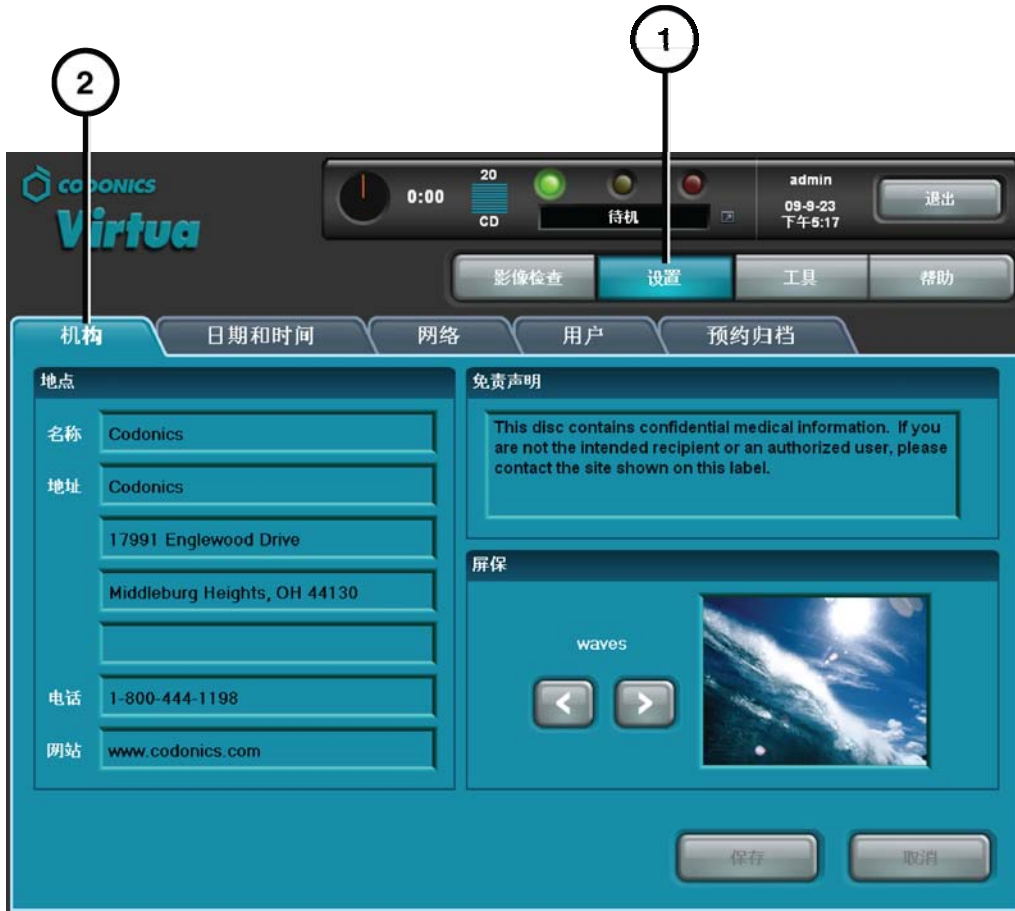 1
2
CODONICS
Virtua
0:00
20
CD
待机
admin
09-9-23
下午5:17
退出
影像检查
设置
工具
帮助
机构
日期和时间
网络
用户
预约归档
地点
名称
Codonics
地址
Codonics
17991 Englewood Drive
Middleburg Heights, OH 44130
电话
1-800-444-1198
网站
www.codonics.com
免责声明
This disc contains confidential medical information. If you
are not the intended recipient or an authorized user, please
contact the site shown on this label.
屏保
waves
<
>
保存
取消